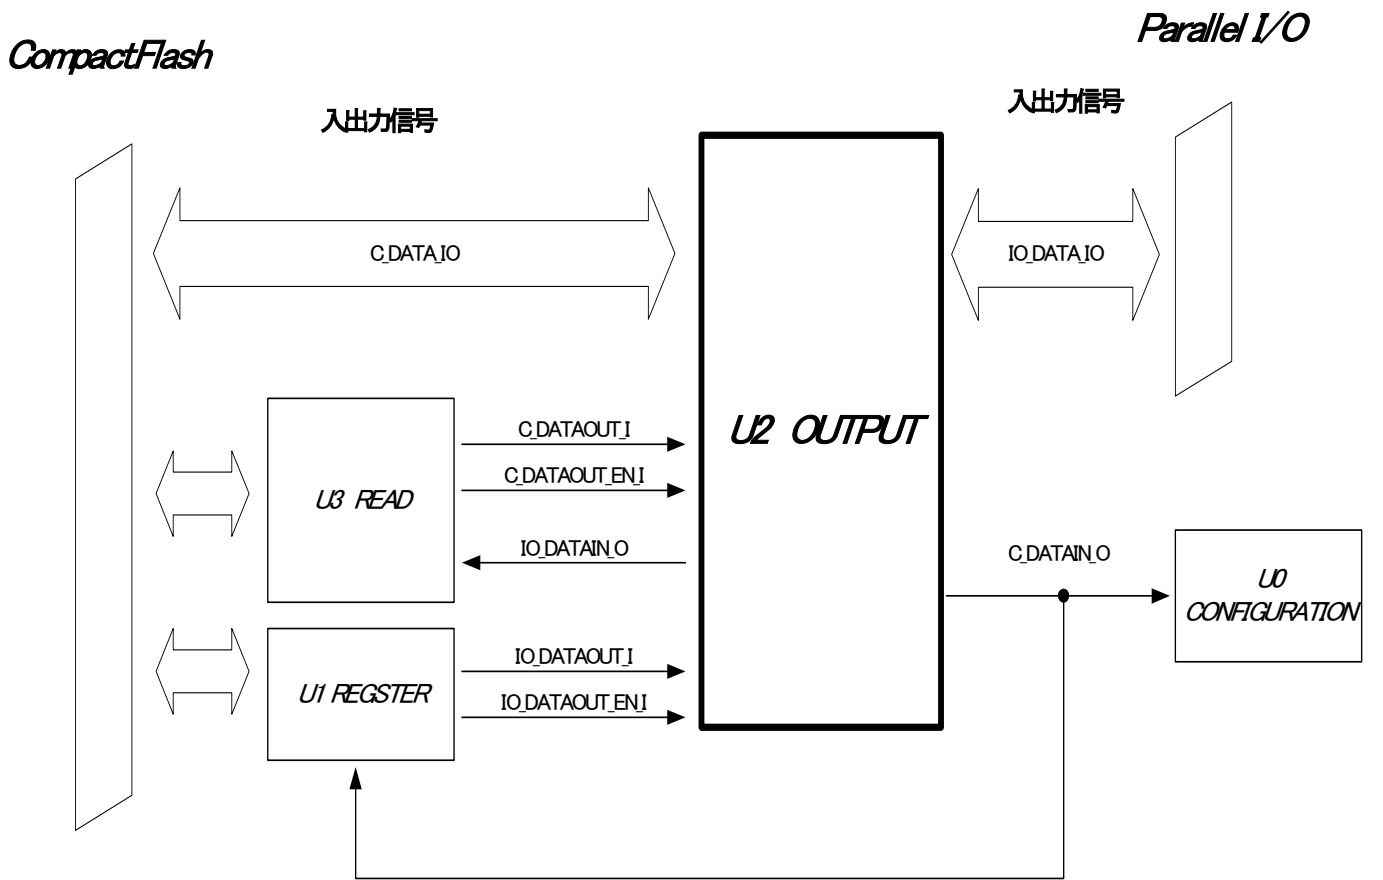 Parallel I/O
CompactFlash
入出力信号
入出力信号
C_DATA_IO
IO_DATA_IO
C_DATAOUT_I
U2 OUTPUT
C_DATAOUT_EN_I
U3 READ
IO_DATAIN_O
C_DATAIN_O
U0
CONFIGURATION
IO_DATAOUT_I
U1 REGSTER
IO_DATAOUT_EN_I